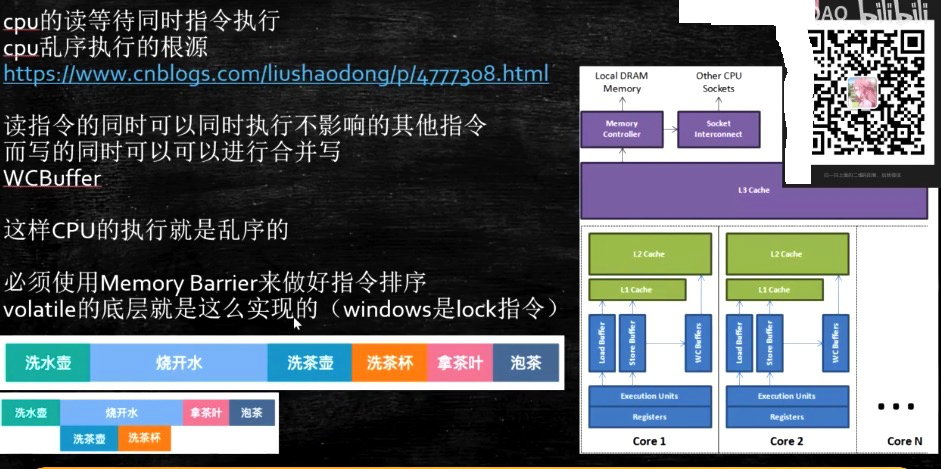 cpu的读等待同时指令执行
cpu乱序执行的根源
https://www.cnblogs.com/liushaodong/p/4777308.html
读指令的同时可以同时执行不影响的其他指令
而写的同时可以可以进行合并写
WCBuffer
这样CPU的执行就是乱序的
必须使用Memory Barrier来做好指令排序
volatile的底层就是这么实现的（windows是lock指令）
洗水壶 烧开水 洗茶壶 洗茶杯 拿茶叶 泡茶
洗水壶 烧开水 拿茶叶 泡茶
洗茶壶 洗茶杯
bilibili
Local DRAM
Memory
Other CPU
Sockets
Memory
Controller
Socket
Interconnect
L3 Cache
L2 Cache
L1 Cache
Load Buffer
Store Buffer
WC Buffers
Execution Units
Registers
Core 1
L2 Cache
L1 Cache
Load Buffer
Store Buffer
WC Buffers
Execution Units
Registers
Core 2
Core N